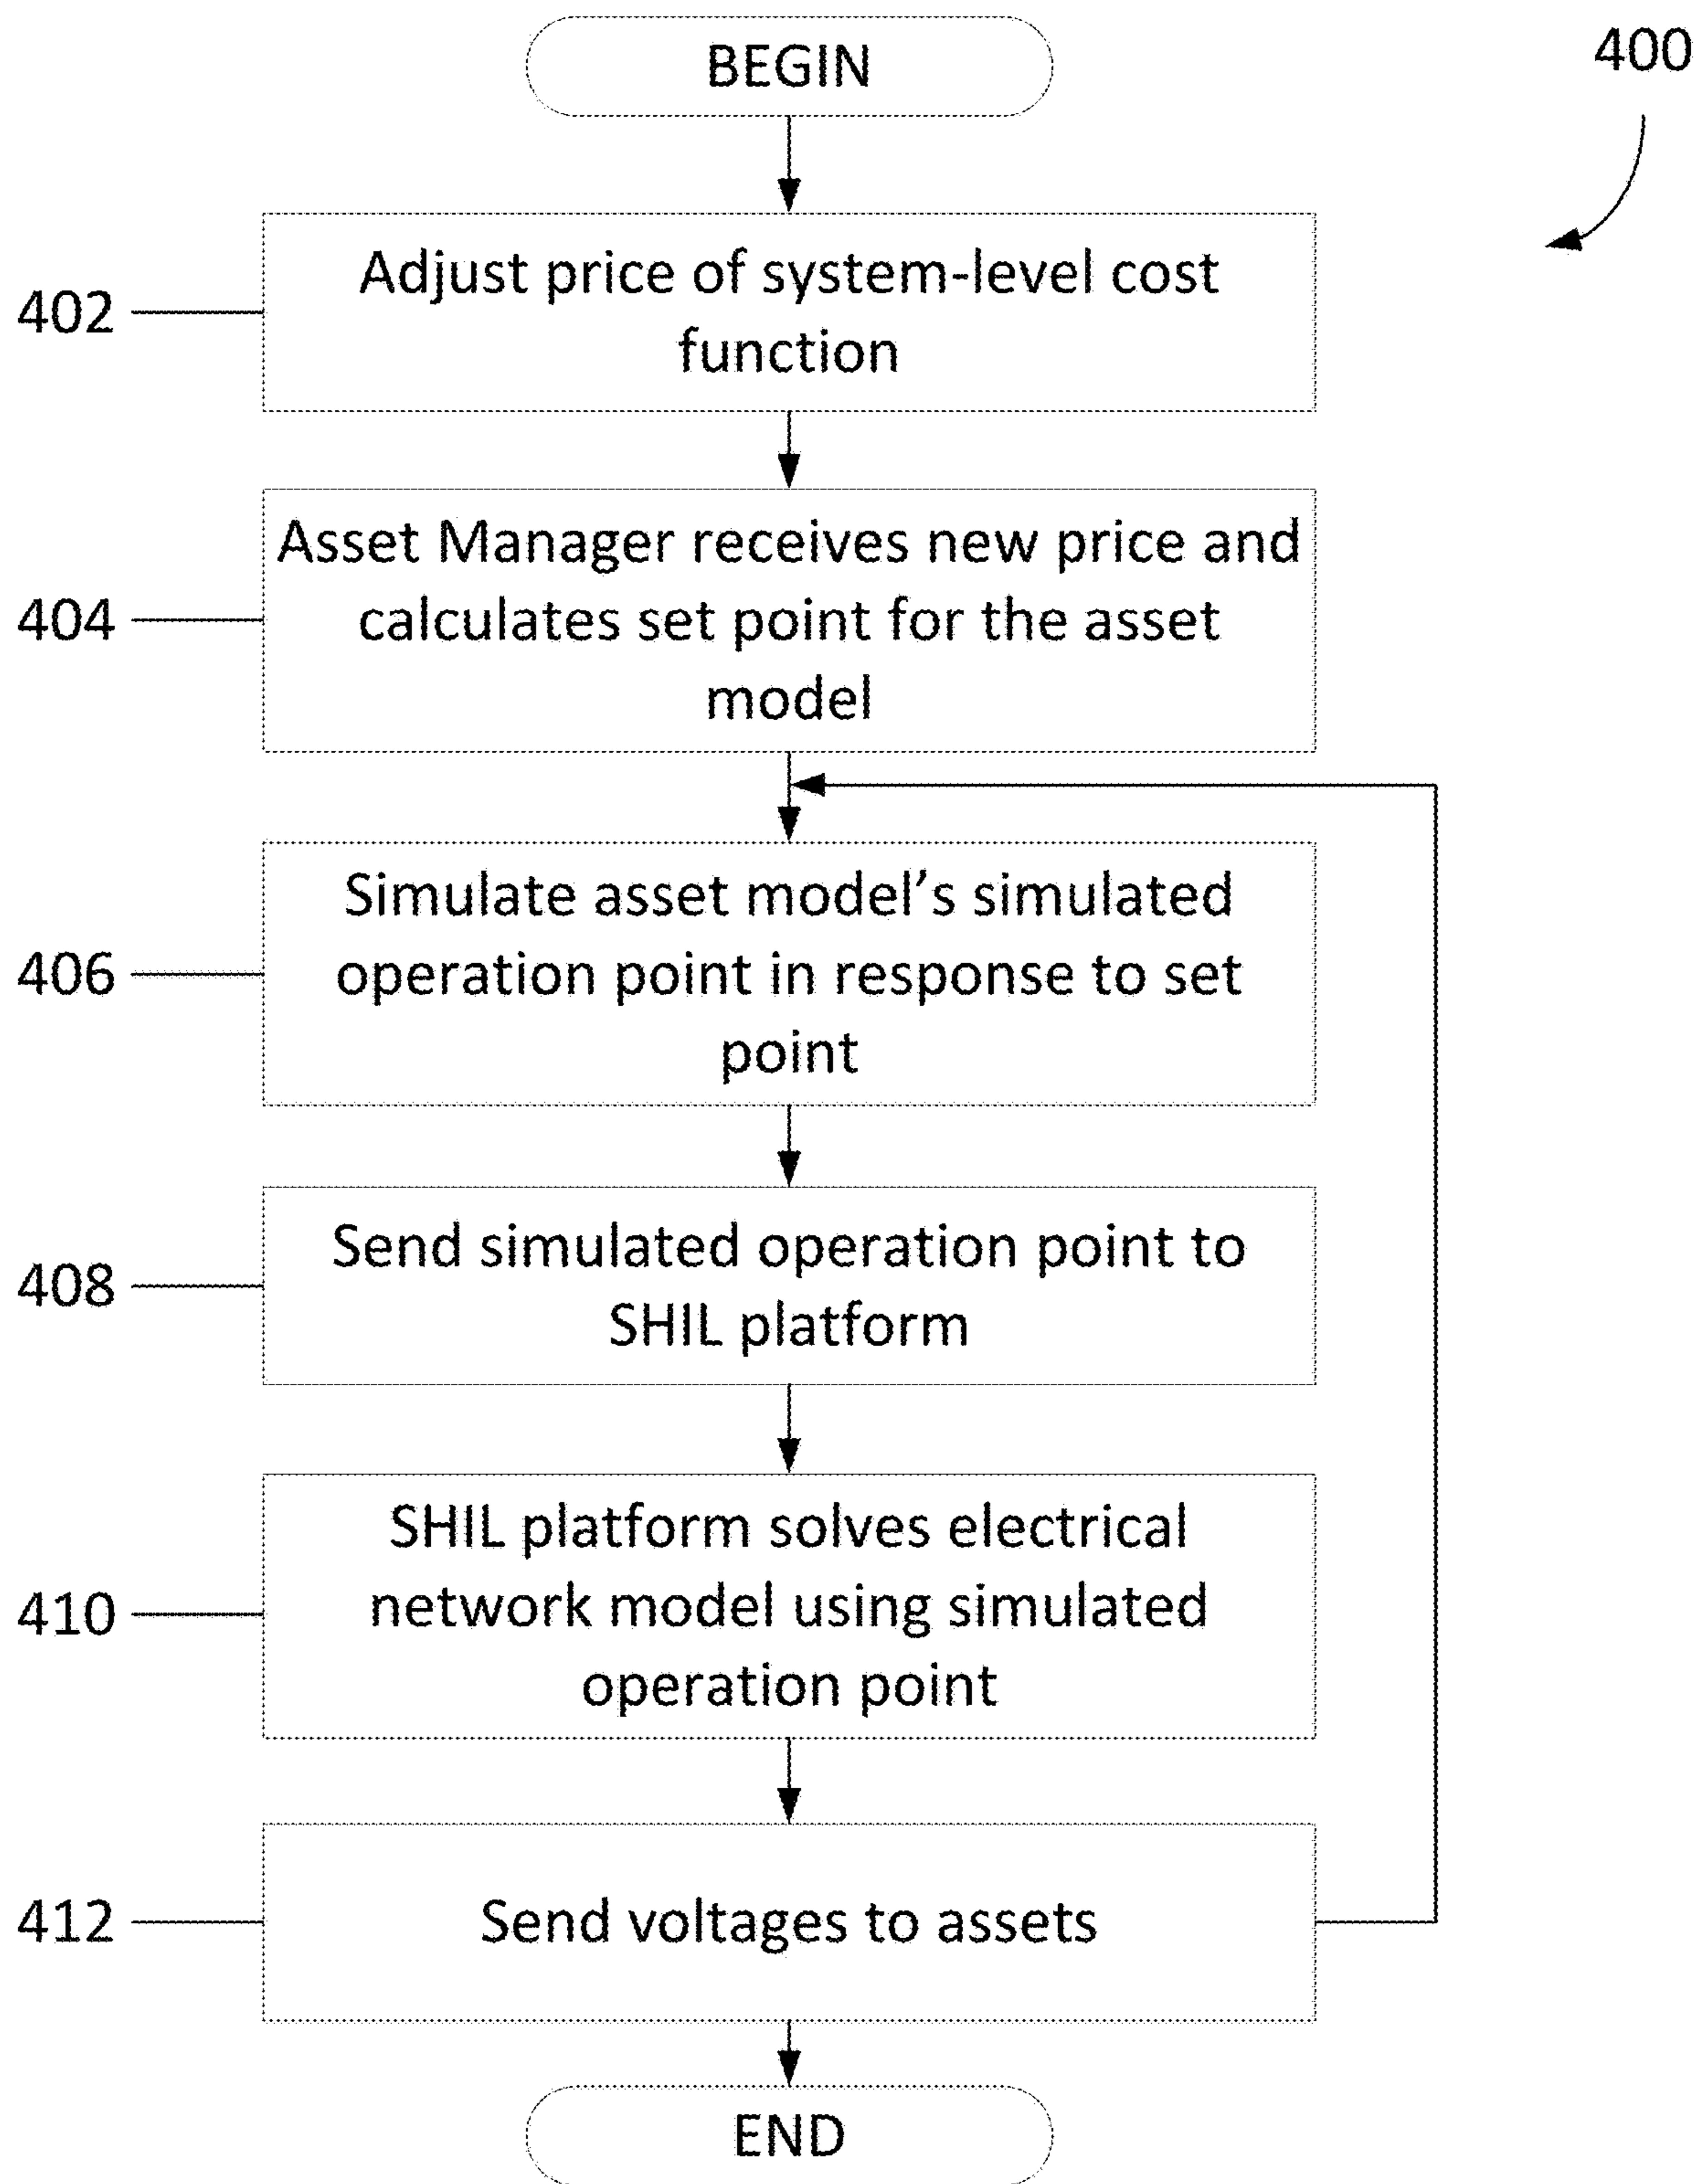 BEGIN
400
Adjust price of system-level cost
function
402
Asset Manager receives new price and
calculates set point for the asset
model
404
Simulate asset model’s simulated
operation point in response to set
point
406
Send simulated operation point to
SHIL platform
408
SHIL platform solves electrical
network model using simulated
operation point
410
Send voltages to assets
412
END